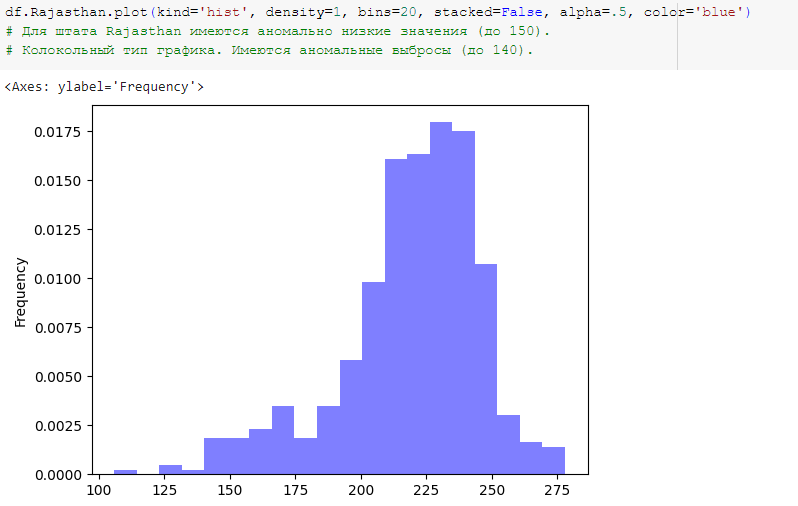 df.Rajasthan.plot(kind='hist', density=1, bins=20, stacked=False, alpha=.5, color='blue')
# Для штата Rajasthan имеются аномально низкие значения (до 150).
# Колокольный тип графика. Имеются аномальные выбросы (до 140).
<Axes: ylabel='Frequency'>
0.0175
0.0150
0.0125
0.0100
0.0075
0.0050
0.0025
0.0000
Frequency
100 125 150 175 200 225 250 275